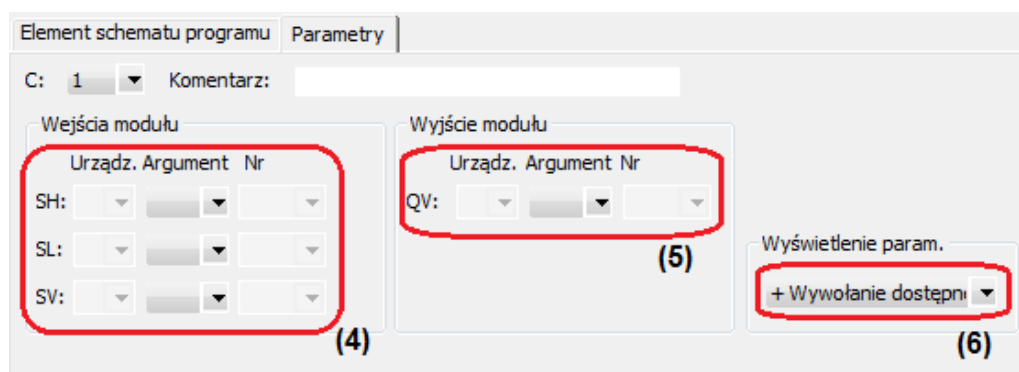 Element schematu programu Parametry
C: 1 Komentarz:
Wejścia modułu Wyjście modułu
Urządz. Argument Nr Urządz. Argument Nr
SH: QV:
SL: (5) Wyświetlenie param.
SV: + Wywołanie dostępn
(4) (6)